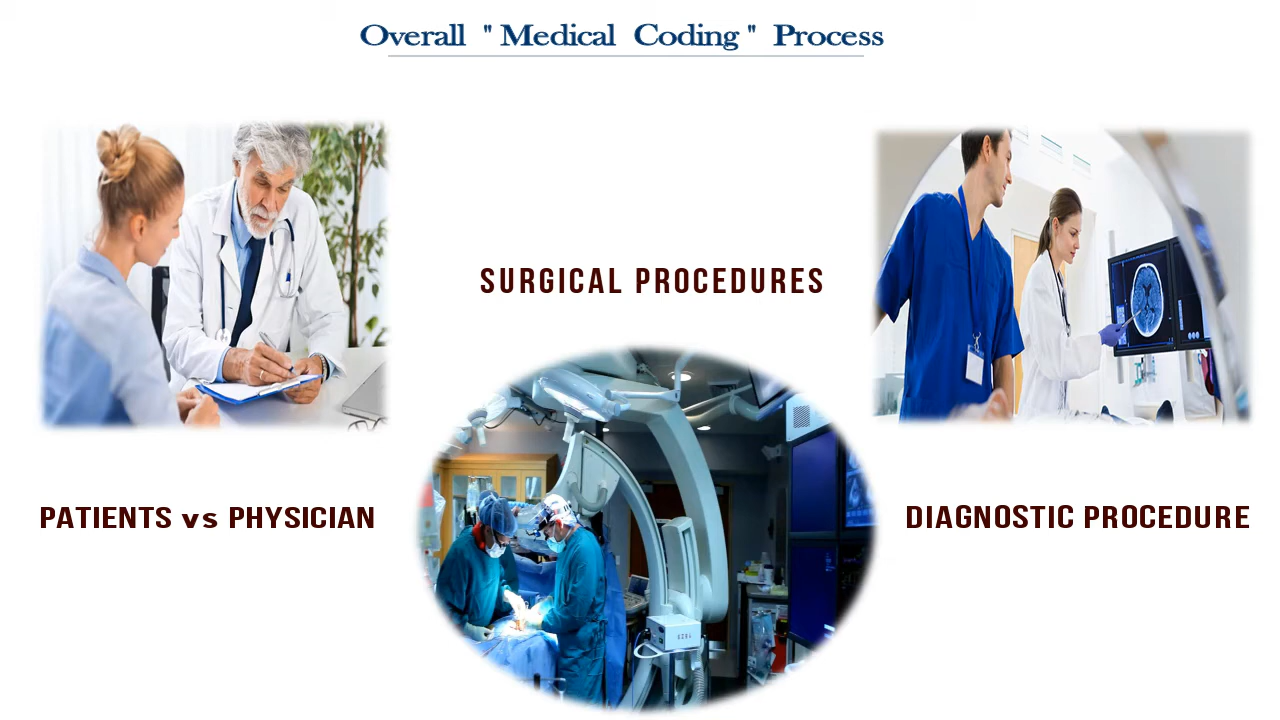 Overall "Medical Coding" Process
SURGICAL PROCEDURES
PATIENTS vs PHYSICIAN
DIAGNOSTIC PROCEDURE